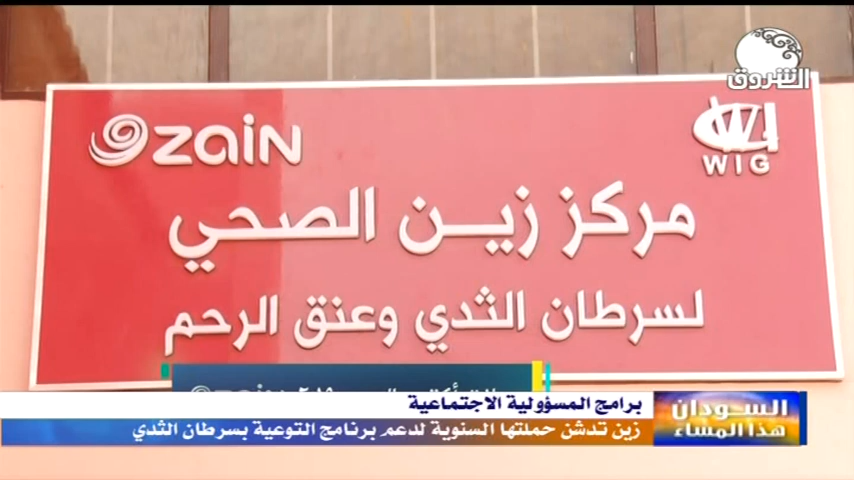 الشروق
zain
WIG
مركز زين الصحي
لسرطان الثدي وعنق الرحم
برامج المسؤولية الاجتماعية
زين تدشن حملتها السنوية لدعم برنامج التوعية بسرطان الثدي
السودان
هذا المساء